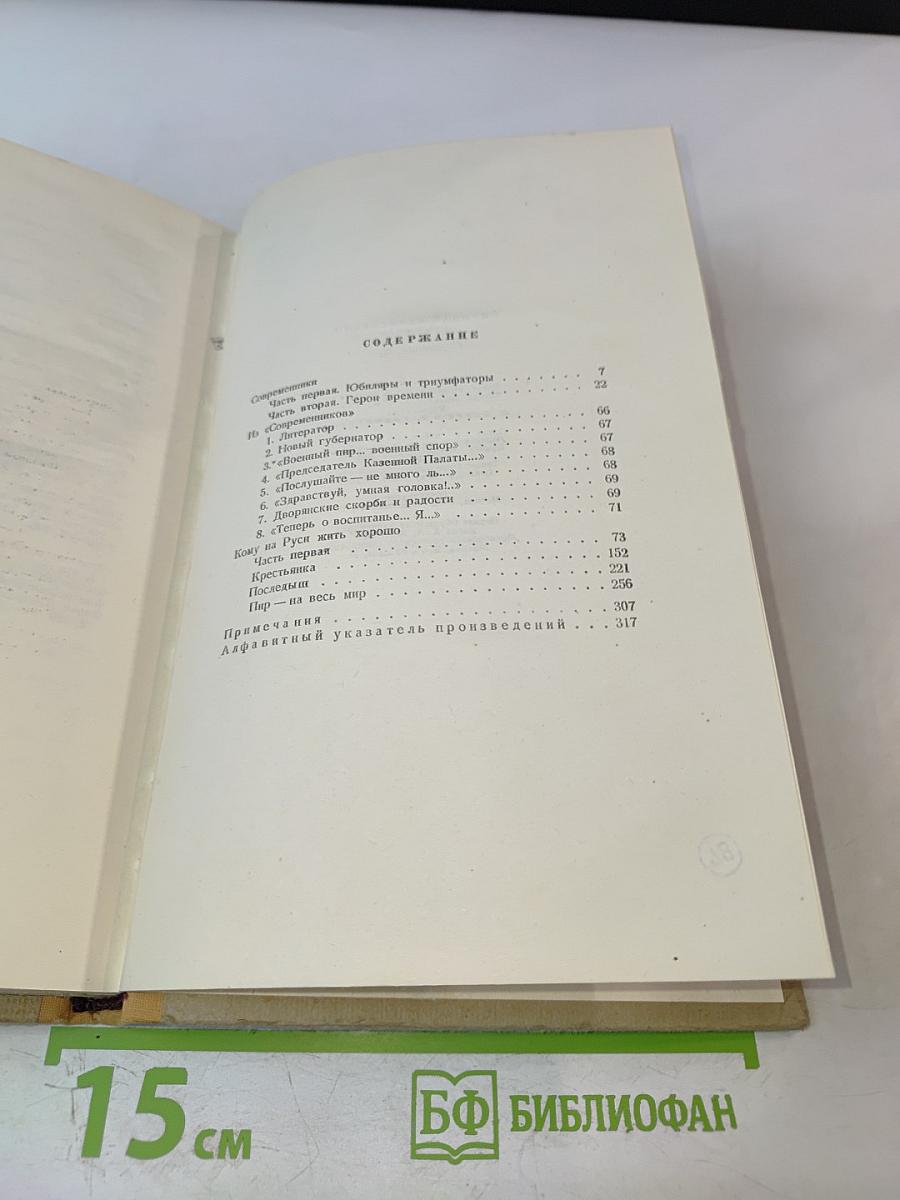 СОДЕРЖАНИЕ
Современники
Часть первая. Юбиляры и триумфаторы . . . . . . . 7
Часть вторая. Герои времени . . . . . . . . . . . 22
Из «Современников»
1. Литератор . . . . . . . . . . . . . . . . . 66
2. Новый губернатор . . . . . . . . . . . . . . 67
3. «Военный пир... военный спор» . . . . . . . . . 67
4. «Председатель Казенной Палаты...» . . . . . . . . 68
5. «Послушайте — не много ль...» . . . . . . . . . 68
6. «Здравствуй, умная головка!..» . . . . . . . . . 69
7. Дворянские скорби и радости . . . . . . . . . . 69
8. «Теперь о воспитанье... Я...» . . . . . . . . . . 71
Кому на Руси жить хорошо
Часть первая . . . . . . . . . . . . . . . . . 73
Крестьянка . . . . . . . . . . . . . . . . . 152
Последыш . . . . . . . . . . . . . . . . . . 221
Пир — на весь мир . . . . . . . . . . . . . . 256
Примечания . . . . . . . . . . . . . . . . . 307
Алфавитный указатель произведений . . . 317
15 см
БФ БИБЛИОФАН